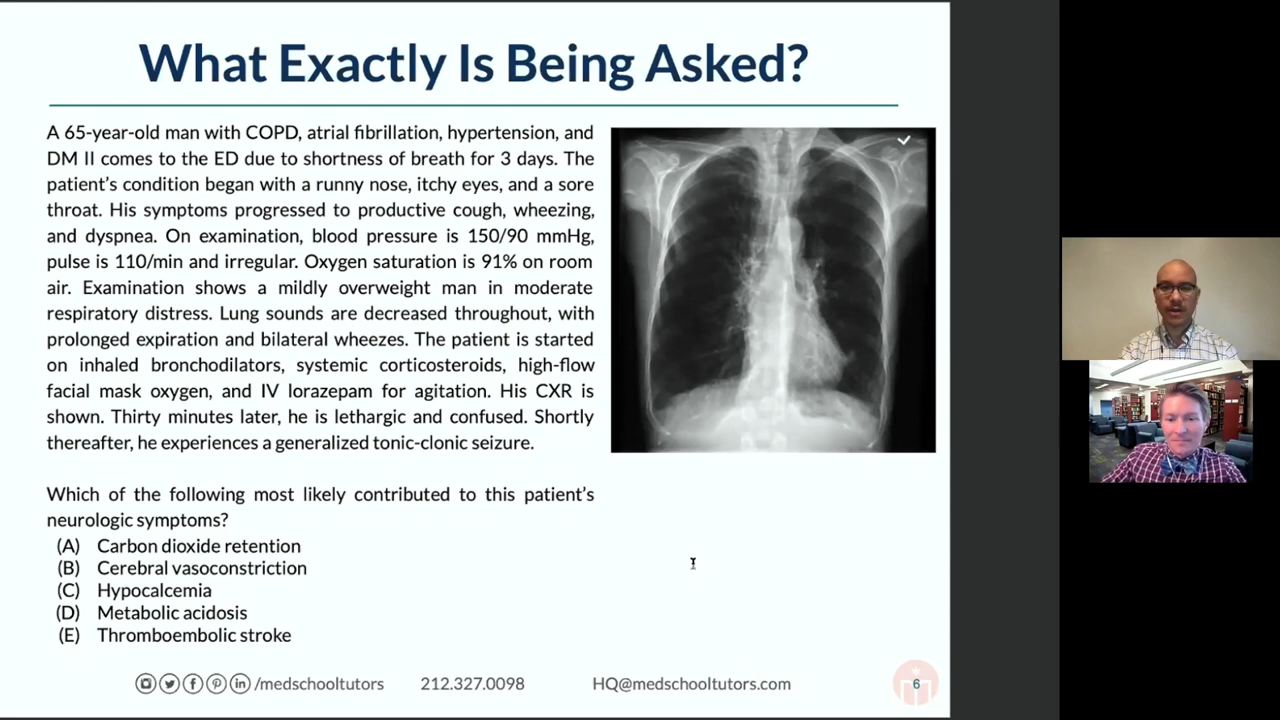 What Exactly Is Being Asked?
A 65-year-old man with COPD, atrial fibrillation, hypertension, and
DM II comes to the ED due to shortness of breath for 3 days. The
patient's condition began with a runny nose, itchy eyes, and a sore
throat. His symptoms progressed to productive cough, wheezing,
and dyspnea. On examination, blood pressure is 150/90 mmHg,
pulse is 110/min and irregular. Oxygen saturation is 91% on room
air. Examination shows a mildly overweight man in moderate
respiratory distress. Lung sounds are decreased throughout, with
prolonged expiration and bilateral wheezes. The patient is started
on inhaled bronchodilators, systemic corticosteroids, high-flow
facial mask oxygen, and IV lorazepam for agitation. His CXR is
shown. Thirty minutes later, he is lethargic and confused. Shortly
thereafter, he experiences a generalized tonic-clonic seizure.
Which of the following most likely contributed to this patient's
neurologic symptoms?
(A) Carbon dioxide retention
(B) Cerebral vasoconstriction
(C) Hypocalcemia
(D) Metabolic acidosis
(E) Thromboembolic stroke
/medschooltutors 212.327.0098 HQ@medschooltutors.com 6